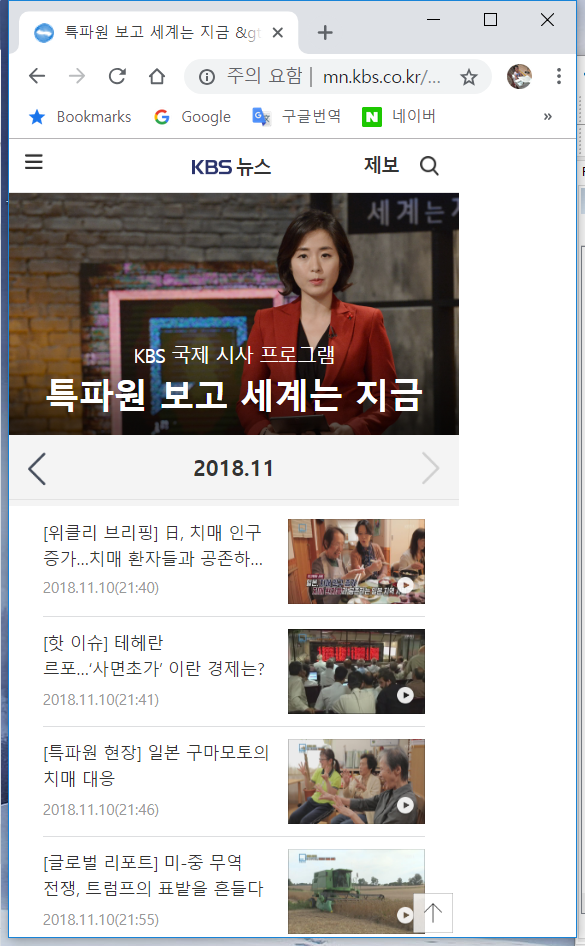 특파원 보고 세계는 지금 &gt
주의 요함 | mn.kbs.co.kr/...
Bookmarks Google 구글번역 네이버 »
KBS 뉴스 제보
세계는지
KBS 국제 시사 프로그램
특파원 보고 세계는 지금
2018.11
[위클리 브리핑] 日, 치매 인구
증가...치매 환자들과 공존하...
2018.11.10(21:40)
[핫 이슈] 테헤란
르포...‘사면초가’ 이란 경제는?
2018.11.10(21:41)
[특파원 현장] 일본 구마모토의
치매 대응
2018.11.10(21:46)
[글로벌 리포트] 미-중 무역
전쟁, 트럼프의 표밭을 흔들다
2018.11.10(21:55)